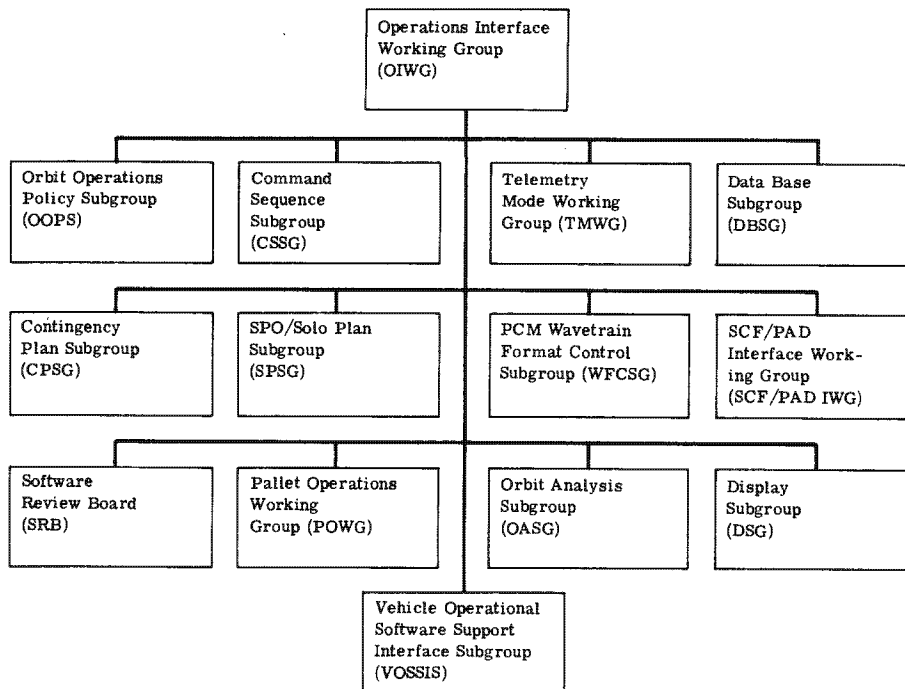 Operations Interface
Working Group
(OIWG)
Orbit Operations
Policy Subgroup
(OOPS)
Command
Sequence
Subgroup
(CSSG)
Telemetry
Mode Working
Group (TMWG)
Data Base
Subgroup
(DBSG)
Contingency
Plan Subgroup
(CPSG)
SPO/Solo Plan
Subgroup
(SPSG)
PCM Wavetrain
Format Control
Subgroup (WFCSG)
SCF/PAD
Interface Work-
ing Group
(SCF/PAD IWG)
Software
Review Board
(SRB)
Pallet Operations
Working
Group (POWG)
Orbit Analysis
Subgroup
(OASG)
Display
Subgroup
(DSG)
Vehicle Operational
Software Support
Interface Subgroup
(VOSSIS)